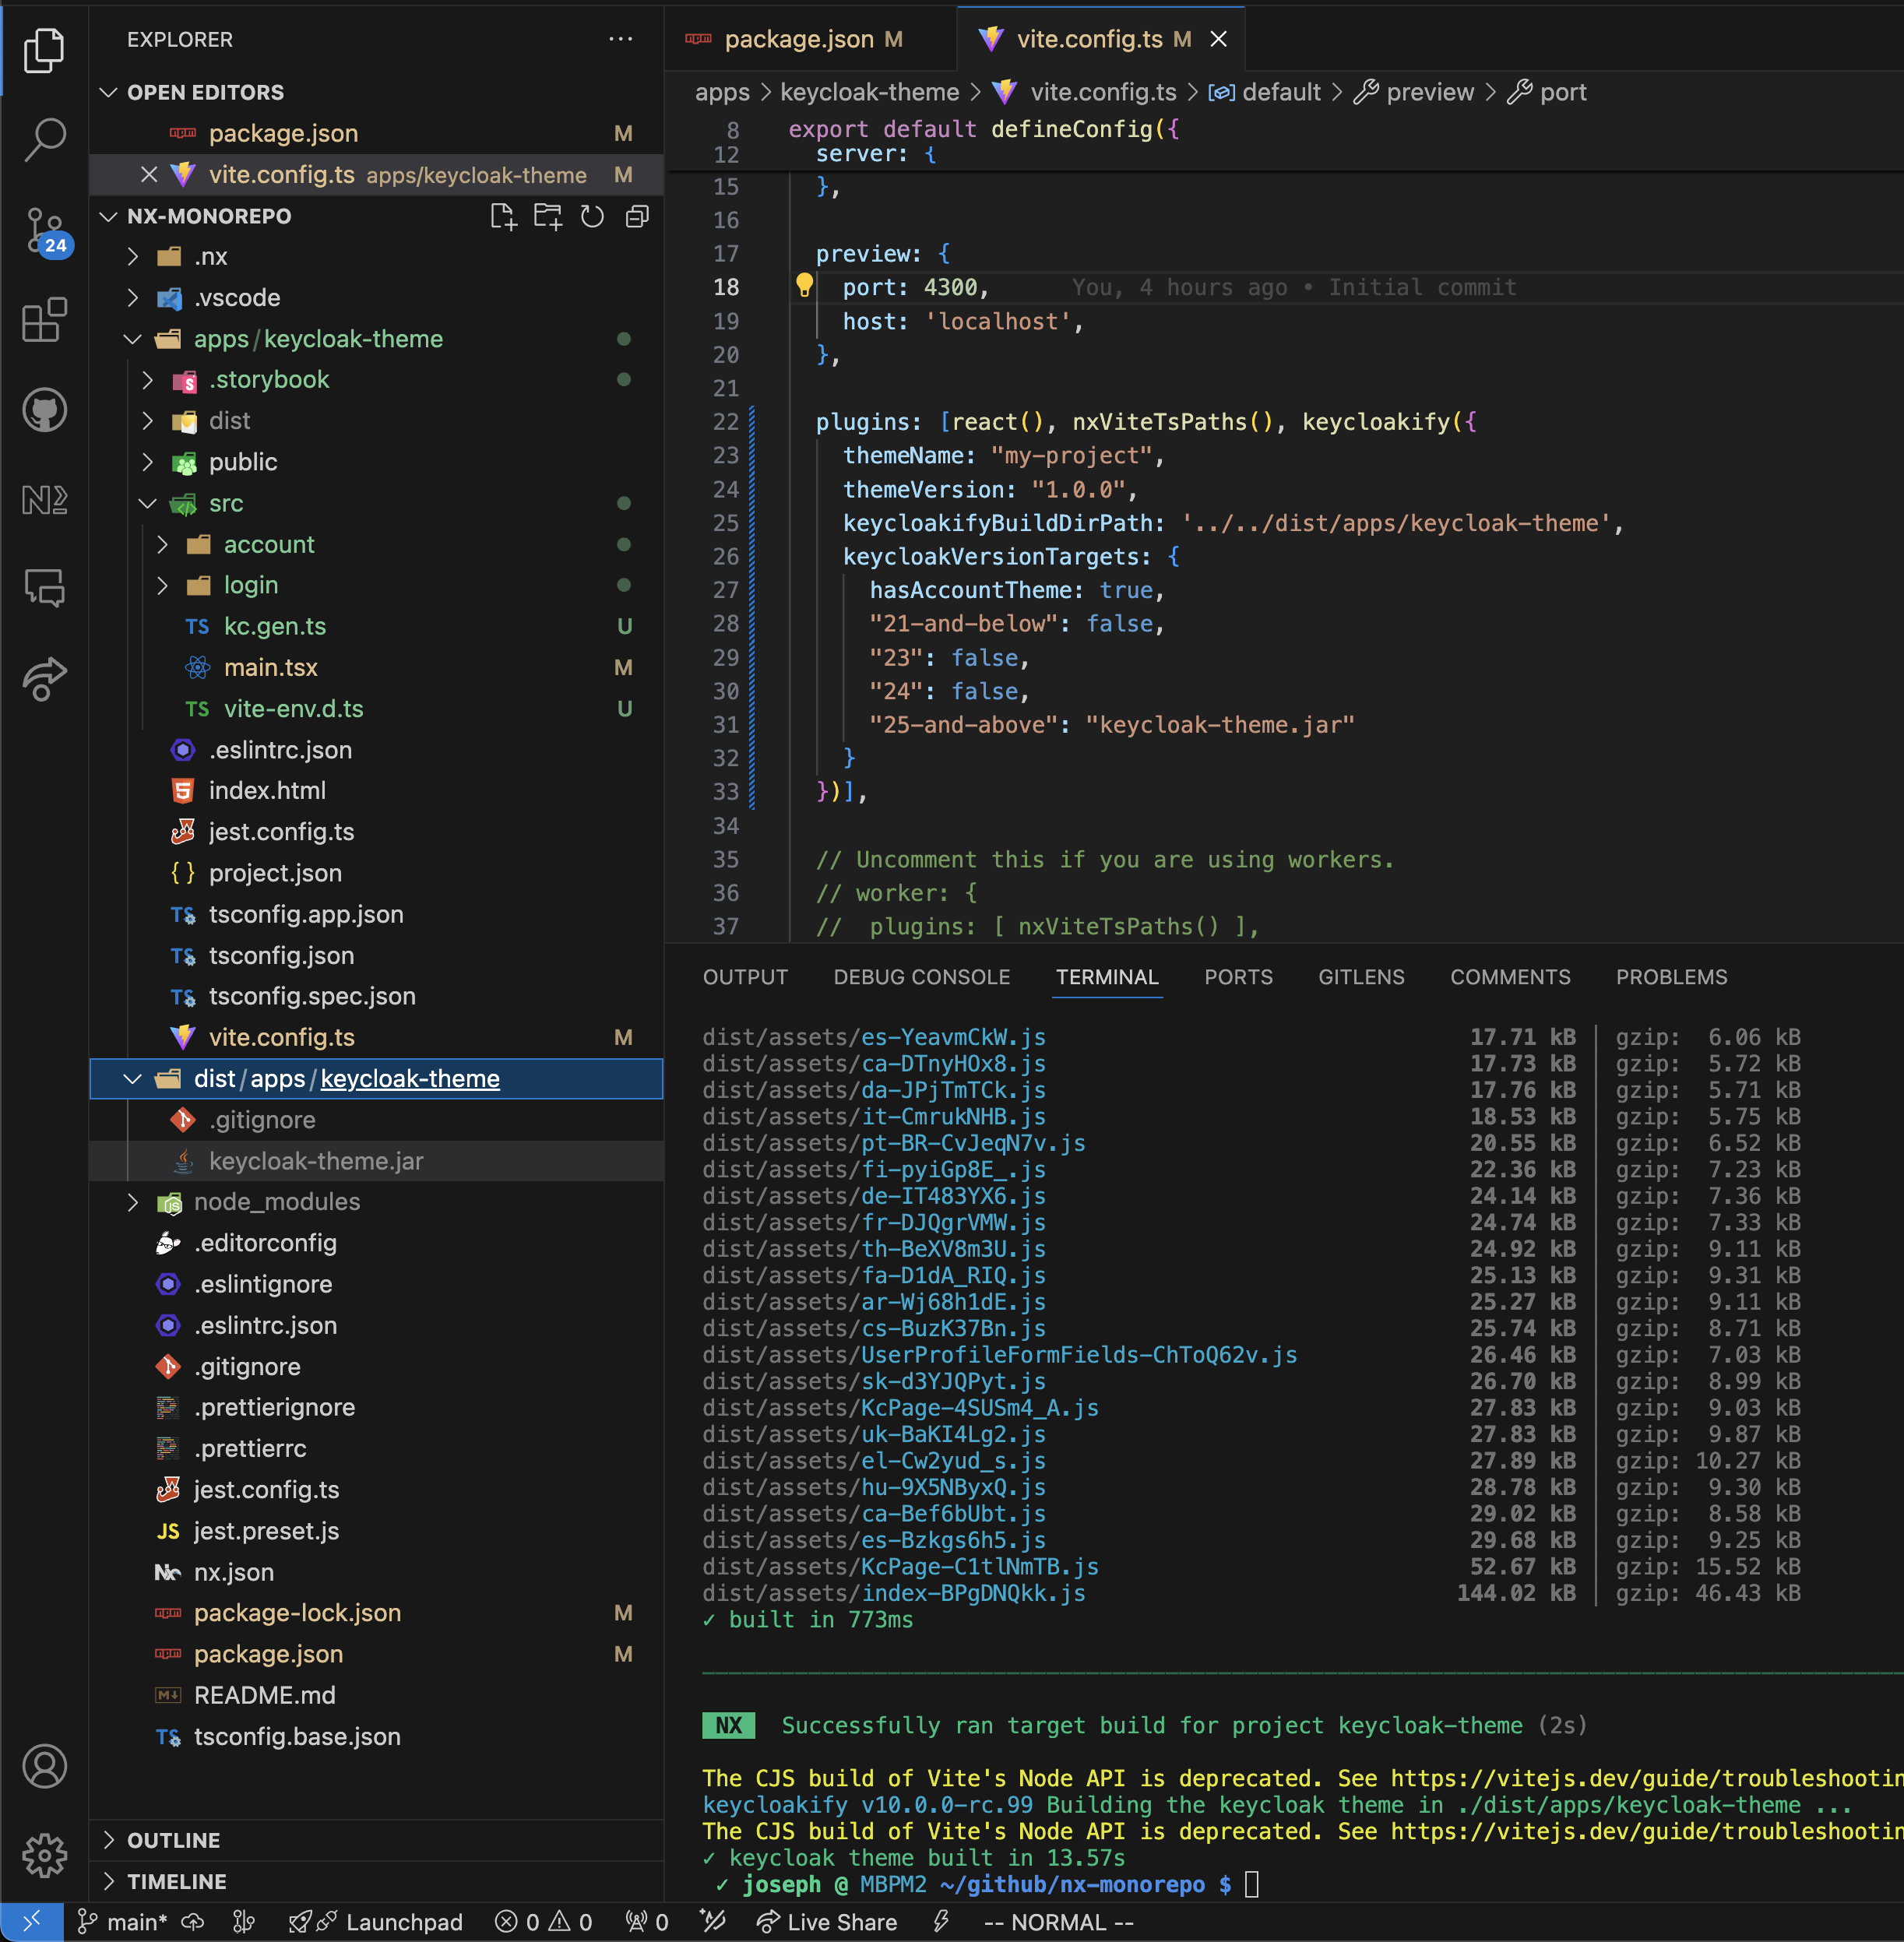 EXPLORER
OPEN EDITORS
package.json M
vite.config.ts apps/keycloak-theme M
NX-MONOREPO
24
.nx
.vscode
apps/keycloak-theme
.storybook
dist
public
src
account
login
TS kc.gen.ts U
main.tsx M
TS vite-env.d.ts U
.eslintrc.json
index.html
jest.config.ts
{} project.json
TS tsconfig.app.json
TS tsconfig.json
TS tsconfig.spec.json
vite.config.ts M
dist/apps/keycloak-theme
.gitignore
keycloak-theme.jar
node_modules
.editorconfig
.eslintignore
.eslintrc.json
.gitignore
.prettierignore
.prettierrc
jest.config.ts
JS jest.preset.js
nx.json
package-lock.json M
package.json M
README.md
TS tsconfig.base.json
OUTLINE
TIMELINE
package.json M
vite.config.ts M
apps > keycloak-theme > vite.config.ts > default > preview > port
8 export default defineConfig({
12 server: {
15 },
16
17 preview: {
18 port: 4300, You, 4 hours ago • Initial commit
19 host: 'localhost',
20 },
21
22 plugins: [react(), nxViteTsPaths(), keycloakify({
23 themeName: "my-project",
24 themeVersion: "1.0.0",
25 keycloakifyBuildDirPath: '../../dist/apps/keycloak-theme',
26 keycloakVersionTargets: {
27 hasAccountTheme: true,
28 "21-and-below": false,
29 "23": false,
30 "24": false,
31 "25-and-above": "keycloak-theme.jar"
32 }
33 })],
34
35 // Uncomment this if you are using workers.
36 // worker: {
37 //  plugins: [ nxViteTsPaths() ],
OUTPUT DEBUG CONSOLE TERMINAL PORTS GITLENS COMMENTS PROBLEMS
dist/assets/es-YeavmCkW.js 17.71 kB │ gzip: 6.06 kB
dist/assets/ca-DTnyHOx8.js 17.73 kB │ gzip: 5.72 kB
dist/assets/da-JPjTmTCk.js 17.76 kB │ gzip: 5.71 kB
dist/assets/it-CmrukNHB.js 18.53 kB │ gzip: 5.75 kB
dist/assets/pt-BR-CvJeqN7v.js 20.55 kB │ gzip: 6.52 kB
dist/assets/fi-pyiGp8E_.js 22.36 kB │ gzip: 7.23 kB
dist/assets/de-IT483YX6.js 24.14 kB │ gzip: 7.36 kB
dist/assets/fr-DJQgrVMW.js 24.74 kB │ gzip: 7.33 kB
dist/assets/th-BeXV8m3U.js 24.92 kB │ gzip: 9.11 kB
dist/assets/fa-D1dA_RIQ.js 25.13 kB │ gzip: 9.31 kB
dist/assets/ar-Wj68h1dE.js 25.27 kB │ gzip: 9.11 kB
dist/assets/cs-BuzK37Bn.js 25.74 kB │ gzip: 8.71 kB
dist/assets/UserProfileFormFields-ChToQ62v.js 26.46 kB │ gzip: 7.03 kB
dist/assets/sk-d3YJQPyt.js 26.70 kB │ gzip: 8.99 kB
dist/assets/KcPage-4SUSm4_A.js 27.83 kB │ gzip: 9.03 kB
dist/assets/uk-BaKI4Lg2.js 27.83 kB │ gzip: 9.87 kB
dist/assets/el-Cw2yud_s.js 27.89 kB │ gzip: 10.27 kB
dist/assets/hu-9X5NByxQ.js 28.78 kB │ gzip: 9.30 kB
dist/assets/ca-Bef6bUbt.js 29.02 kB │ gzip: 8.58 kB
dist/assets/es-Bzkgs6h5.js 29.68 kB │ gzip: 9.25 kB
dist/assets/KcPage-C1tlNmTB.js 52.67 kB │ gzip: 15.52 kB
dist/assets/index-BPgDNQkk.js 144.02 kB │ gzip: 46.43 kB
✓ built in 773ms
NX Successfully ran target build for project keycloak-theme (2s)
The CJS build of Vite's Node API is deprecated. See https://vitejs.dev/guide/troubleshootin
keycloakify v10.0.0-rc.99 Building the keycloak theme in ./dist/apps/keycloak-theme ...
The CJS build of Vite's Node API is deprecated. See https://vitejs.dev/guide/troubleshootin
✓ keycloak theme built in 13.57s
✓ joseph @ MBPM2 ~/github/nx-monorepo $
main* Launchpad 0 0 0 Live Share -- NORMAL --